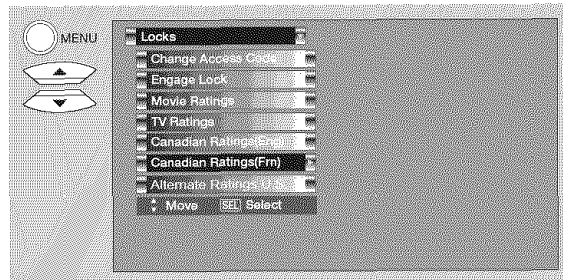 MENU
Locks
Change Access Code
Engage Lock
Movie Ratings
TV Ratings
Canadian Ratings(Eng)
Canadian Ratings(Frn)
Alternate Ratings U.S.
Move SEL Select